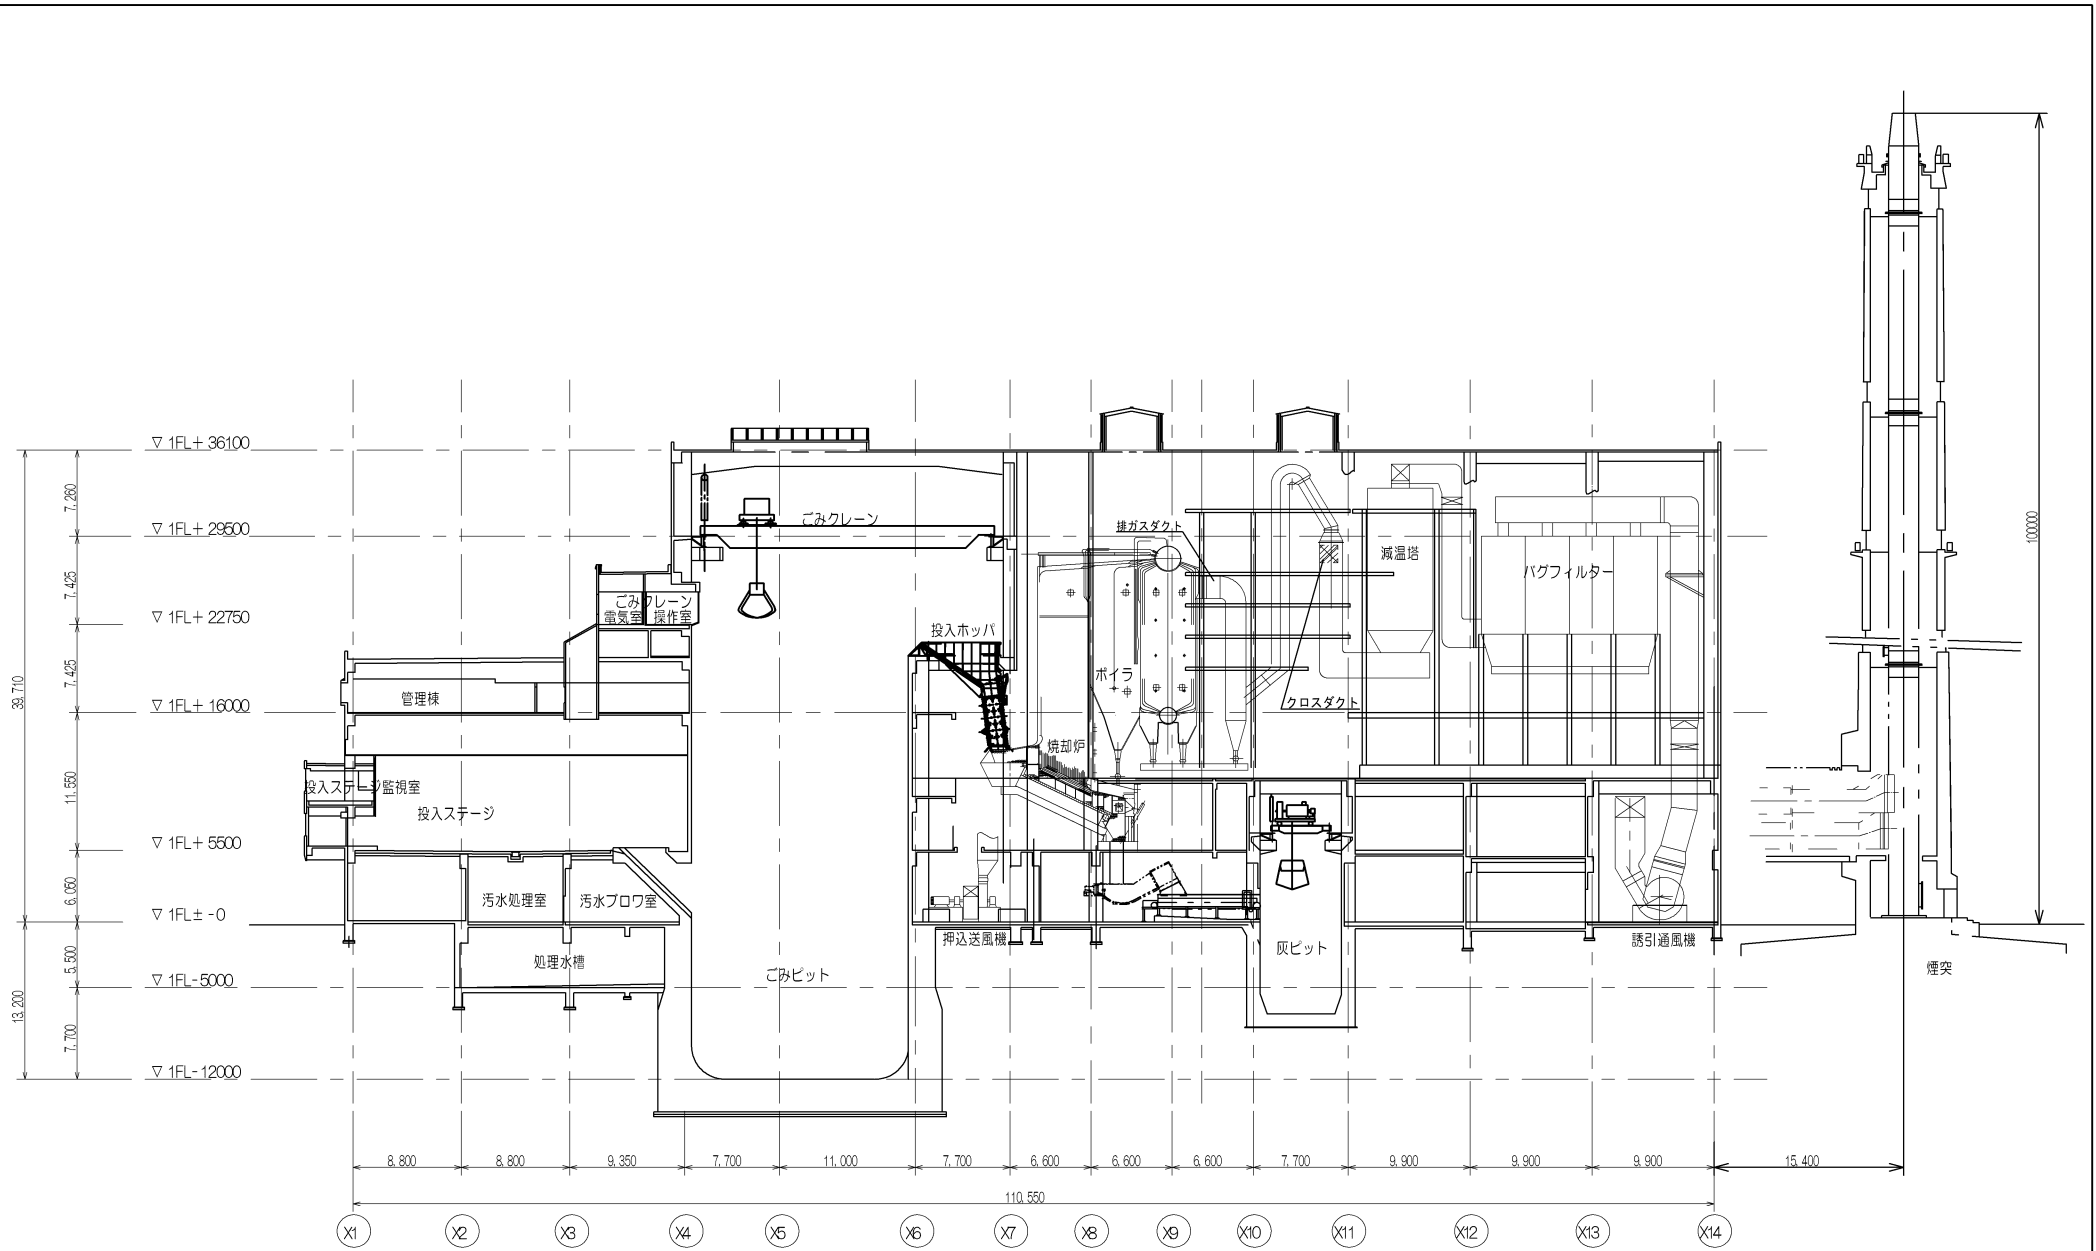 100000
▽ 1FL+ 36100
7,260
ごみクレーン
▽ 1FL+ 29500
排ガスダクト
減温塔
バグフィルター
7,425
ごみクレーン
電気室 操作室
▽ 1FL+ 22750
投入ホッパ
7,425
39,710
ボイラ
管理棟
クロスダクト
▽ 1FL+ 16000
焼却炉
11,550
投入ステージ監視室
投入ステージ
▽ 1FL+ 5500
6,050
汚水処理室
汚水ブロワ室
▽ 1FL± -0
押込送風機
灰ピット
誘引通風機
5,500
処理水槽
ごみピット
煙突
▽ 1FL-5000
13,200
7,700
▽ 1FL-12000
8,800 8,800 9,350 7,700 11,000 7,700 6,600 6,600 6,600 7,700 9,900 9,900 9,900 15,400
110,550
X1 X2 X3 X4 X5 X6 X7 X8 X9 X10 X11 X12 X13 X14